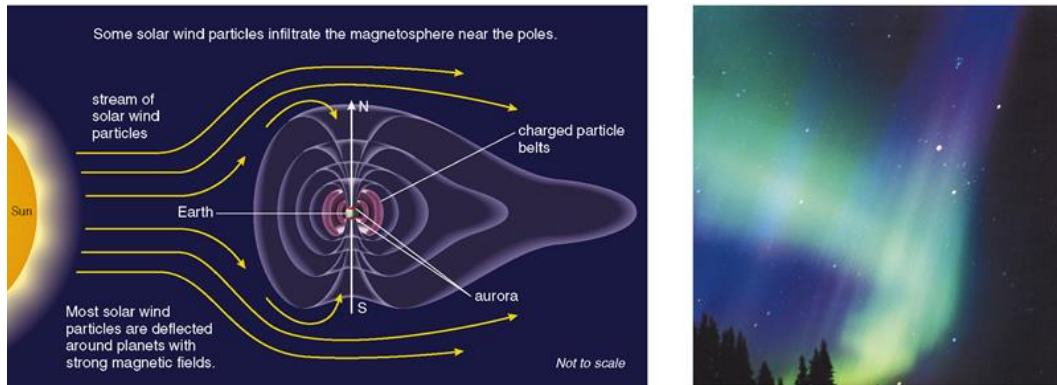 Some solar wind particles infiltrate the magnetosphere near the poles.
stream of
solar wind
particles
N
charged particle
belts
Sun
Earth
aurora
S
Most solar wind
particles are deflected
around planets with
strong magnetic fields.
Not to scale